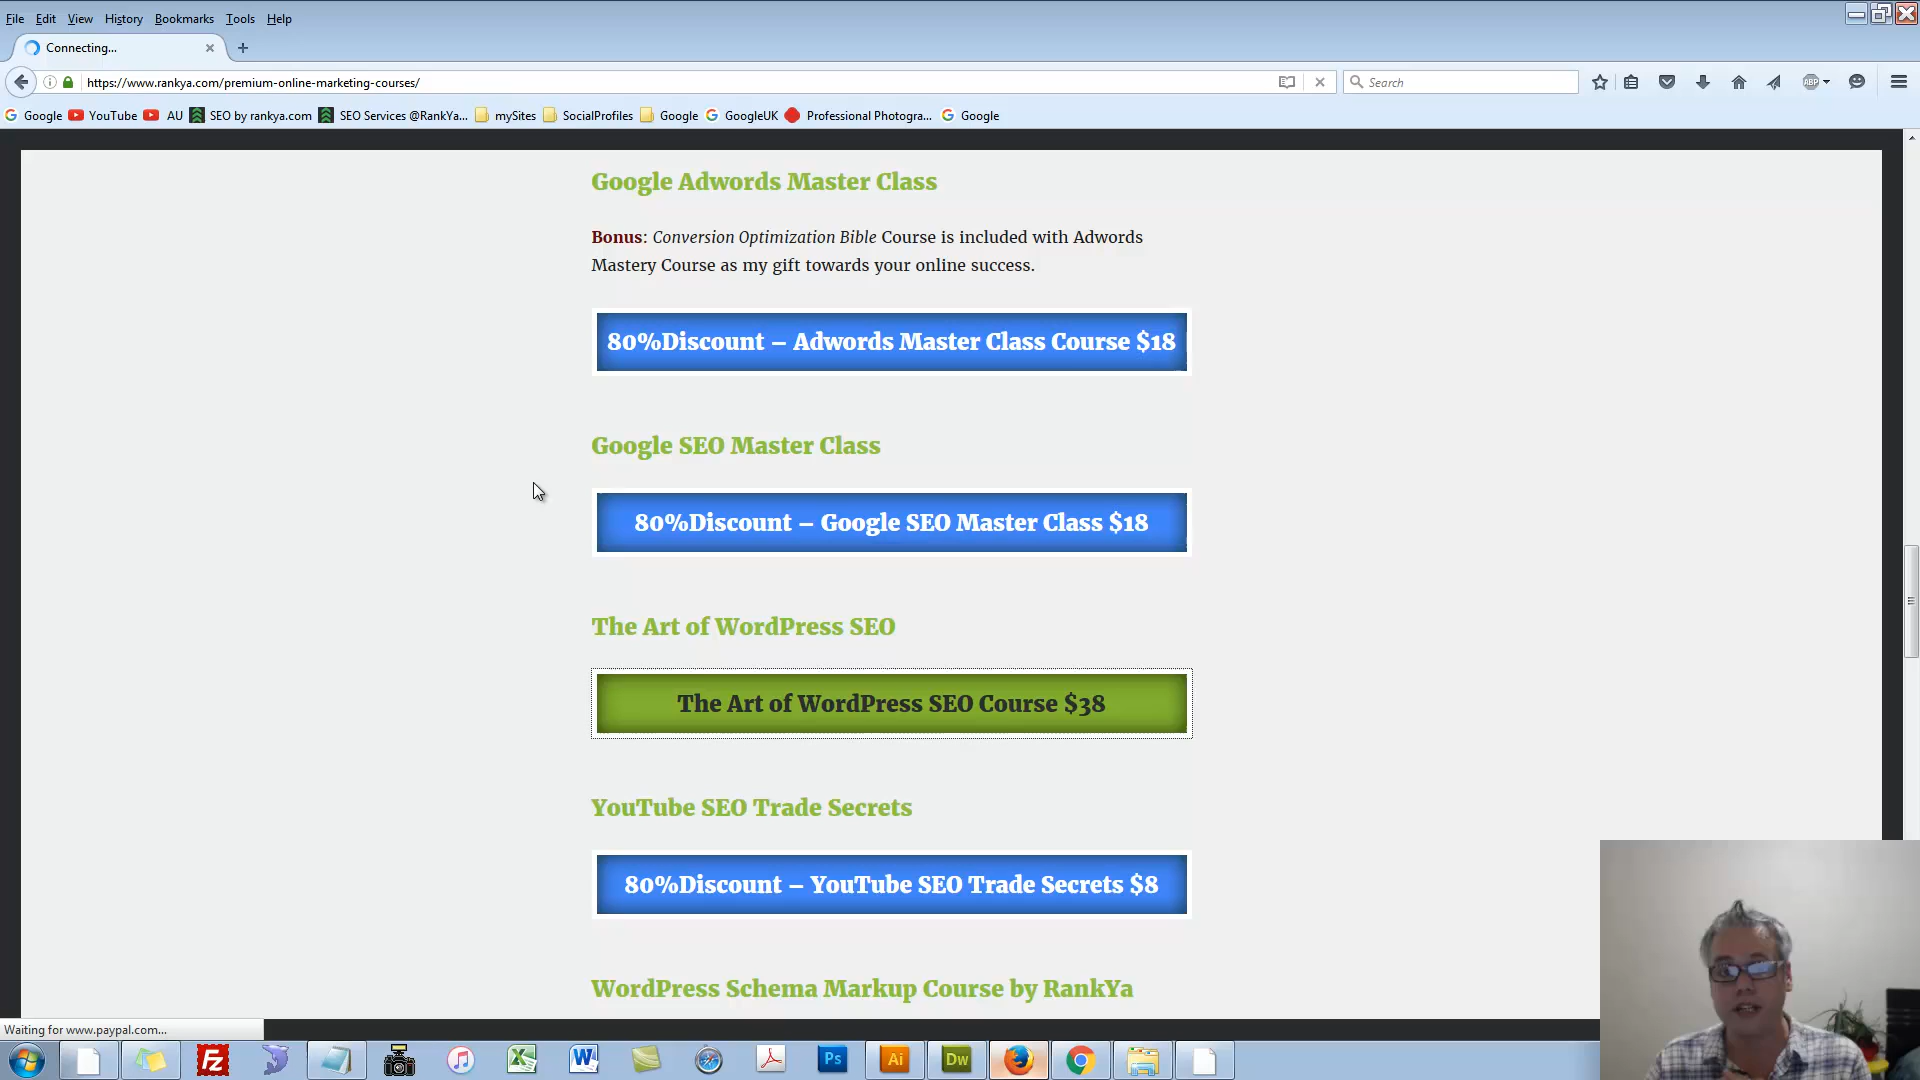 File Edit View History Bookmarks Tools Help
Connecting...
https://www.rankya.com/premium-online-marketing-courses/
Search
ABP
Google YouTube AU SEO by rankya.com SEO Services @RankYa... mySites SocialProfiles Google GoogleUK Professional Photogra... Google
Google Adwords Master Class
Bonus: Conversion Optimization Bible Course is included with Adwords
Mastery Course as my gift towards your online success.
80%Discount – Adwords Master Class Course $18
Google SEO Master Class
80%Discount – Google SEO Master Class $18
The Art of WordPress SEO
The Art of WordPress SEO Course $38
YouTube SEO Trade Secrets
80%Discount – YouTube SEO Trade Secrets $8
WordPress Schema Markup Course by RankYa
Waiting for www.paypal.com...
Fz
Ps
Ai
Dw